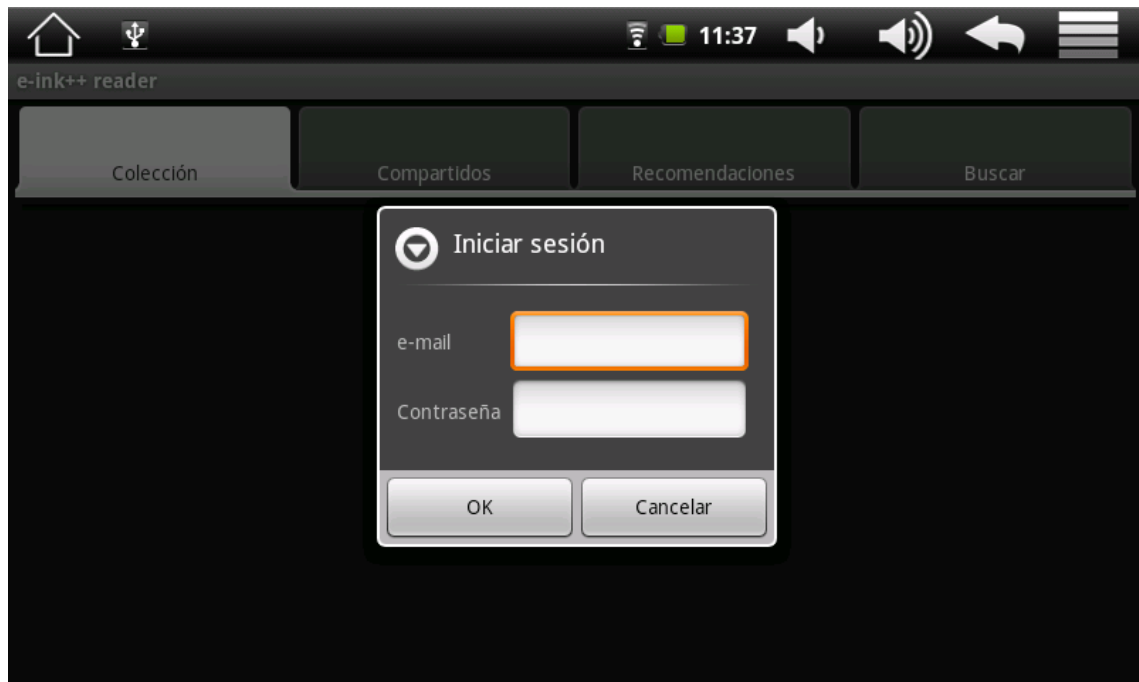 11:37
e-ink++ reader
Colección Compartidos Recomendaciones Buscar
Iniciar sesión
e-mail
Contraseña
OK Cancelar